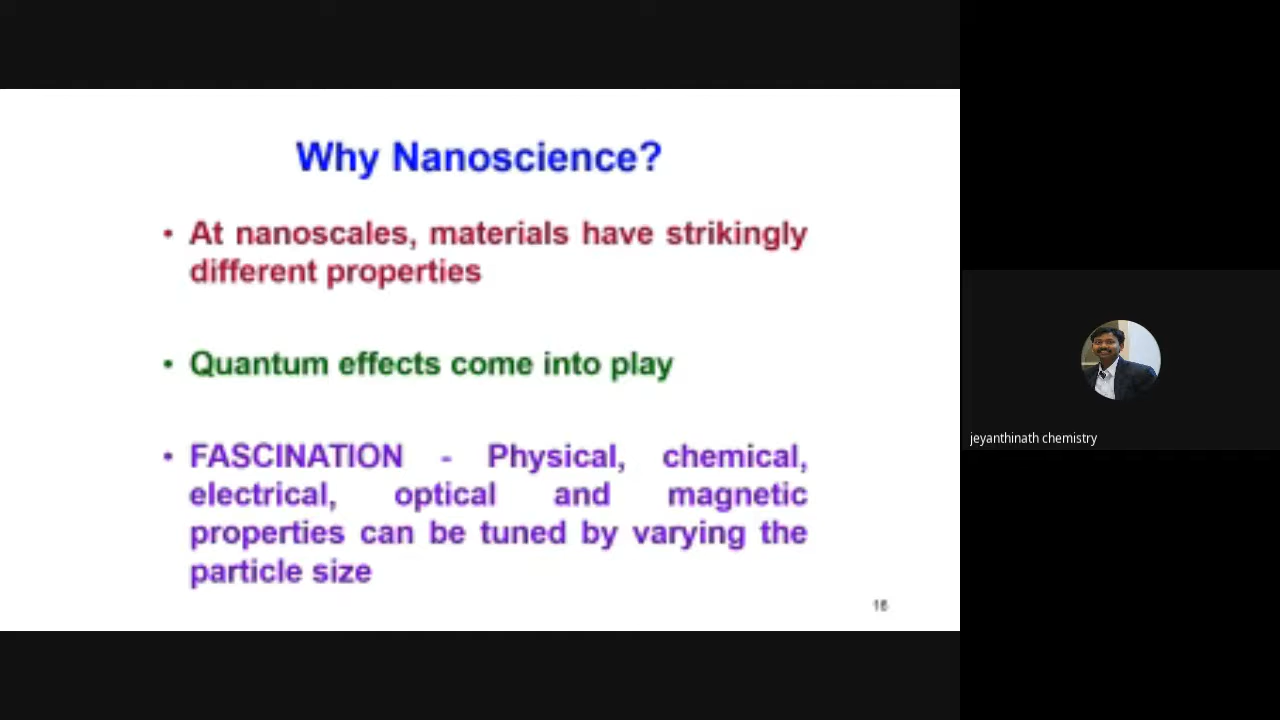 Why Nanoscience?
• At nanoscales, materials have strikingly
different properties
• Quantum effects come into play
• FASCINATION - Physical, chemical,
electrical, optical and magnetic
properties can be tuned by varying the
particle size
jeyanthinath chemistry